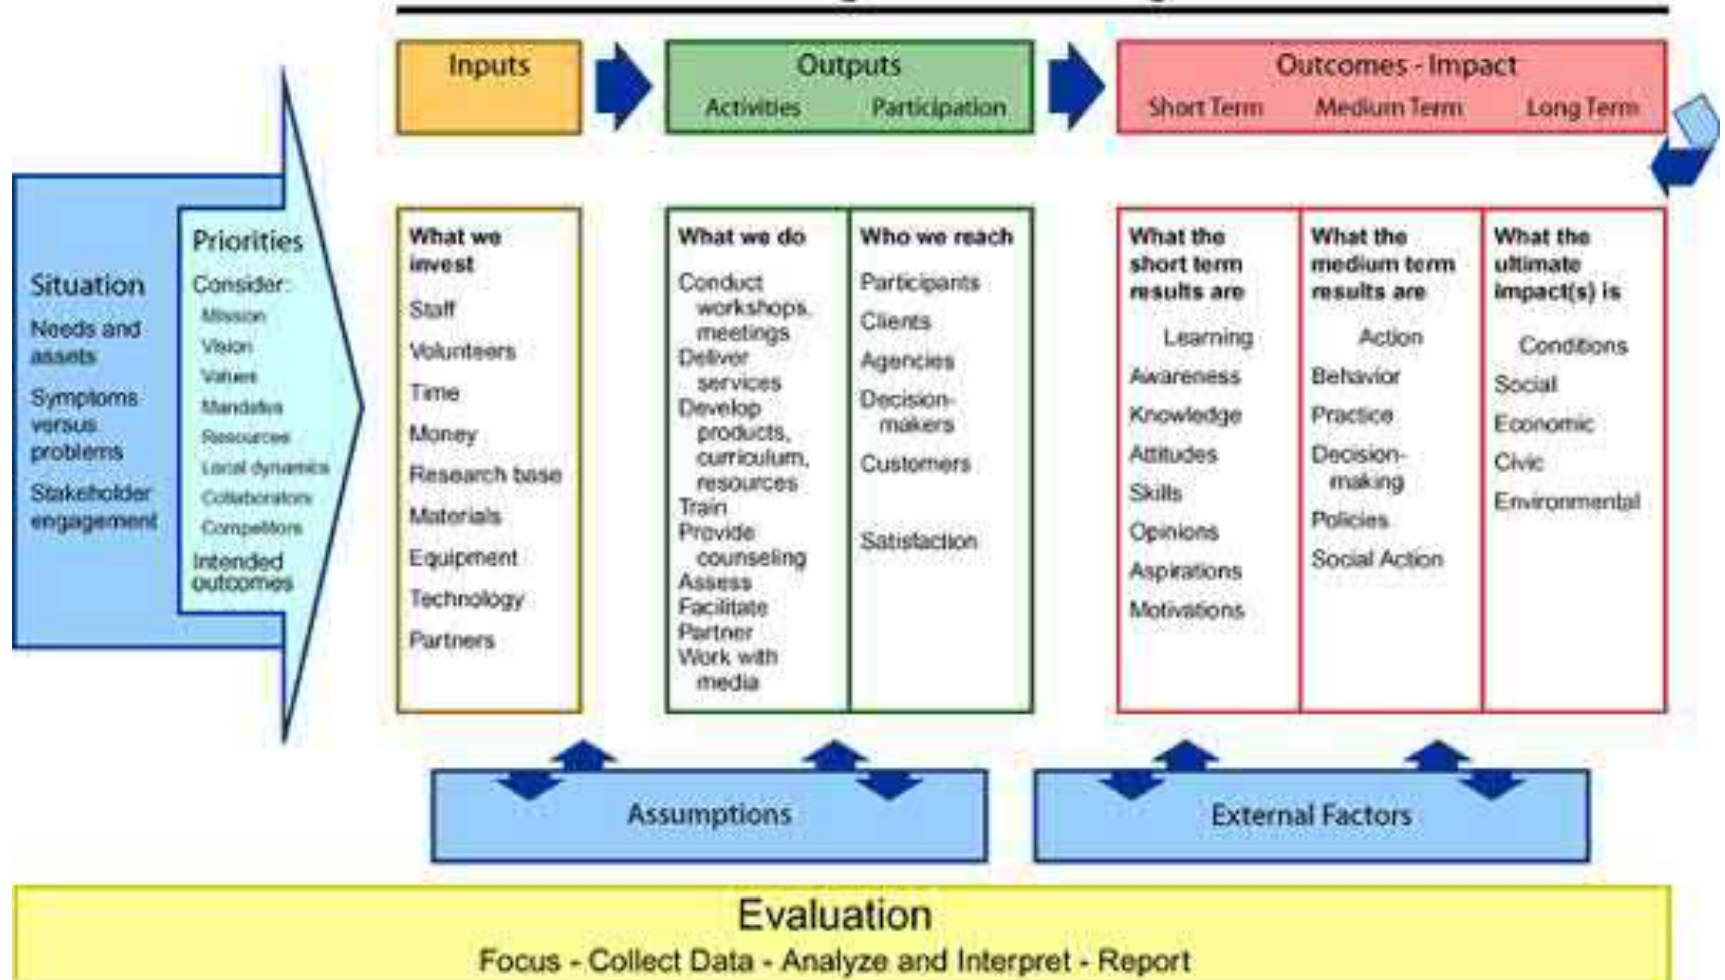 Inputs
Outputs
Activities Participation
Outcomes - Impact
Short Term Medium Term Long Term
Situation
Needs and
assets
Symptoms
versus
problems
Stakeholder
engagement
Priorities
Consider:
Mission
Vision
Values
Mandates
Resources
Local dynamics
Collaborators
Competitors
Intended
outcomes
What we
invest
Staff
Volunteers
Time
Money
Research base
Materials
Equipment
Technology
Partners
What we do
Conduct
workshops,
meetings
Deliver
services
Develop
products,
curriculum,
resources
Train
Provide
counseling
Assess
Facilitate
Partner
Work with
media
Who we reach
Participants
Clients
Agencies
Decision-
makers
Customers
Satisfaction
What the
short term
results are
Learning
Awareness
Knowledge
Attitudes
Skills
Opinions
Aspirations
Motivations
What the
medium term
results are
Action
Behavior
Practice
Decision-
making
Policies
Social Action
What the
ultimate
impact(s) is
Conditions
Social
Economic
Civic
Environmental
Assumptions
External Factors
Evaluation
Focus - Collect Data - Analyze and Interpret - Report